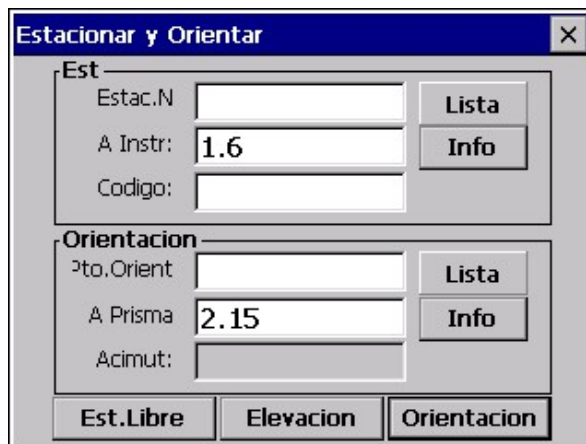 Estacionar y Orientar
Est
Estac.N Lista
A Instr: 1.6 Info
Codigo:
Orientacion
Pto.Orient Lista
A Prisma 2.15 Info
Acimut:
Est.Libre Elevacion Orientacion